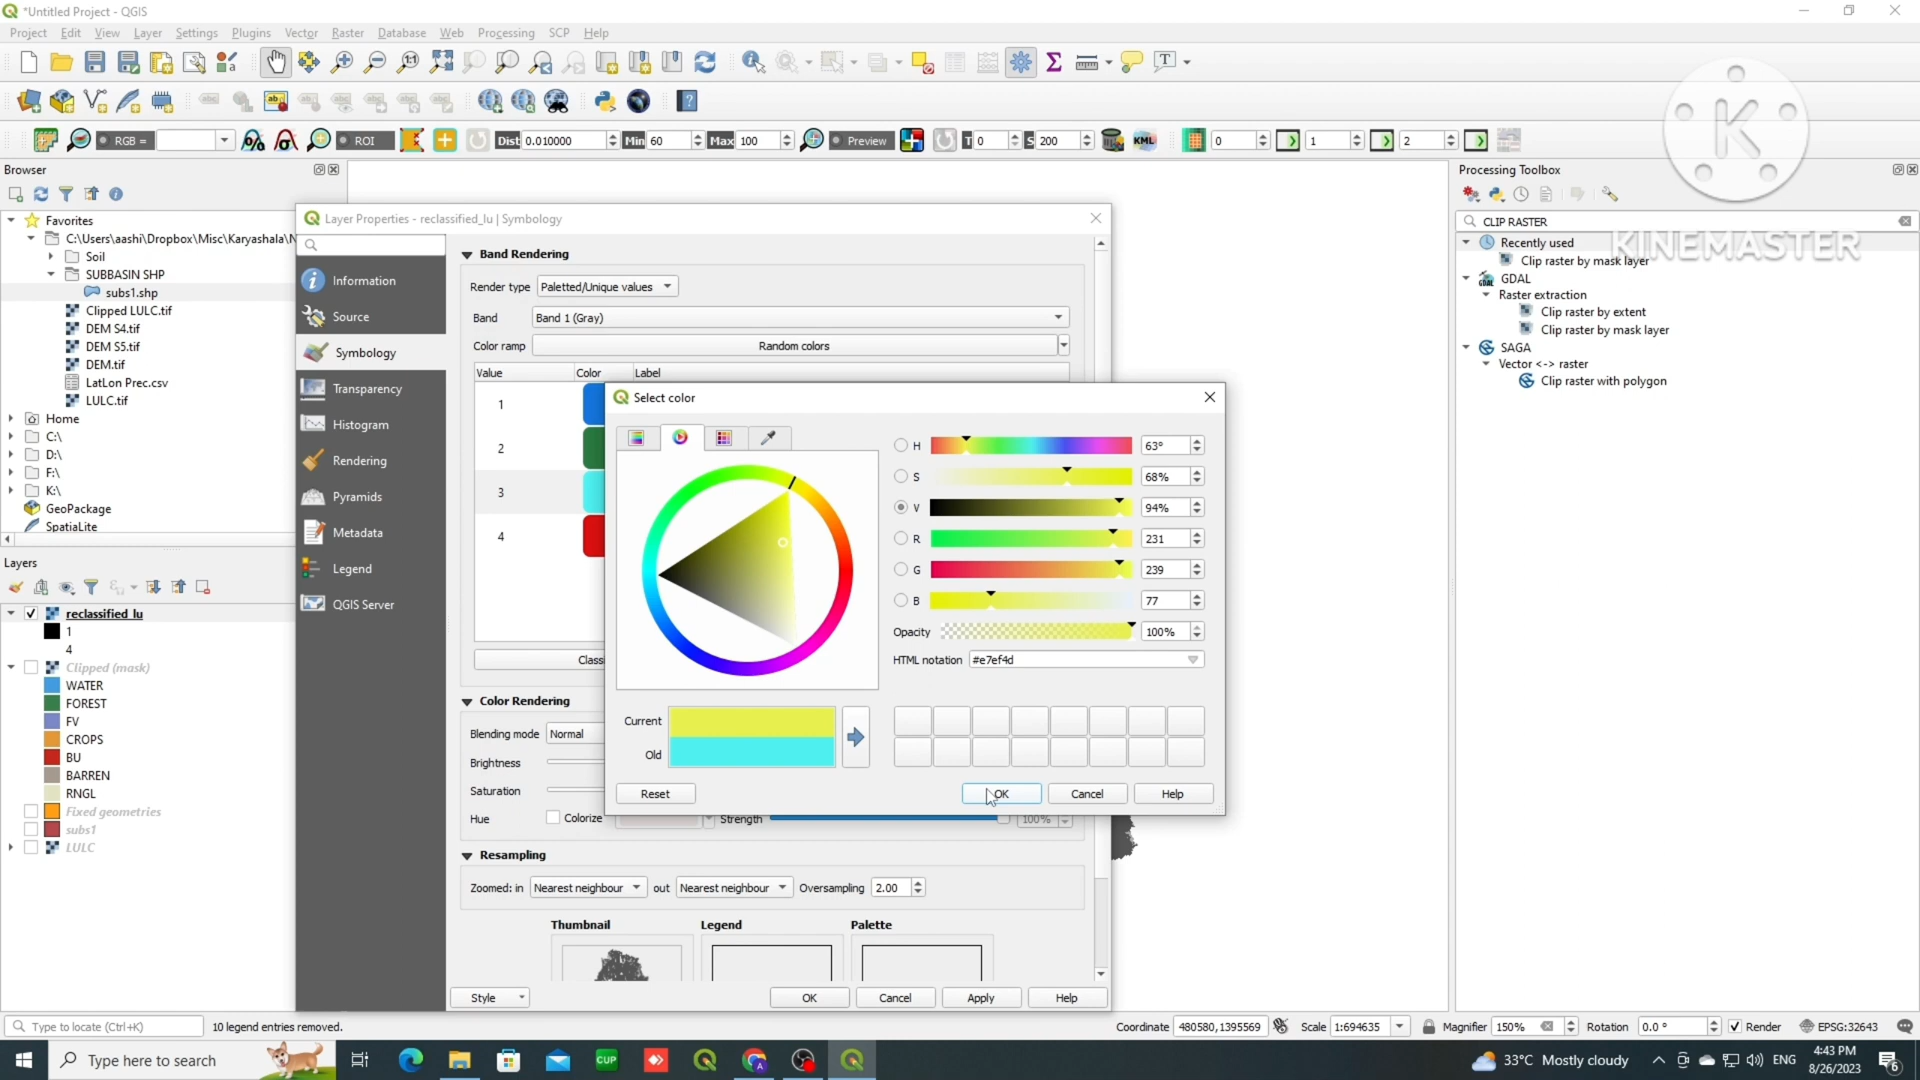 *Untitled Project - QGIS
Project Edit View Layer Settings Plugins Vector Raster Database Web Processing SCP Help
RGB = ROI Dist 0.010000 Min 60 Max 100 Preview T 0 S 200 KML 0 1 2
K
KINEMASTER
Browser
Favorites
C:\Users\aashi\Dropbox\Misc\Karyashala\N
Soil
SUBBASIN SHP
subs1.shp
Clipped LULC.tif
DEM S4.tif
DEM S5.tif
DEM.tif
LatLon Prec.csv
LULC.tif
Home
C:\
D:\
F:\
K:\
GeoPackage
SpatiaLite
Layers
reclassified_lu
1
4
Clipped (mask)
WATER
FOREST
FV
CROPS
BU
BARREN
RNGL
Fixed geometries
subs1
LULC
Layer Properties - reclassified_lu | Symbology
Information
Source
Symbology
Transparency
Histogram
Rendering
Pyramids
Metadata
Legend
QGIS Server
Band Rendering
Render type Paletted/Unique values
Band Band 1 (Gray)
Color ramp Random colors
Value Color Label
1
2
3
4
Classi
Color Rendering
Blending mode Normal
Brightness
Saturation
Hue Colorize Strength 100%
Resampling
Zoomed: in Nearest neighbour out Nearest neighbour Oversampling 2.00
Thumbnail Legend Palette
Style OK Cancel Apply Help
Select color
H 63°
S 68%
V 94%
R 231
G 239
B 77
Opacity 100%
HTML notation #e7ef4d
Current
Old
Reset OK Cancel Help
Processing Toolbox
CLIP RASTER
Recently used
Clip raster by mask layer
GDAL
Raster extraction
Clip raster by extent
Clip raster by mask layer
SAGA
Vector <-> raster
Clip raster with polygon
Type to locate (Ctrl+K) 10 legend entries removed. Coordinate 480580,1395569 Scale 1:694635 Magnifier 150% Rotation 0.0 ° Render EPSG:32643
Type here to search CUP 33°C Mostly cloudy ENG 4:43 PM
8/26/2023 6